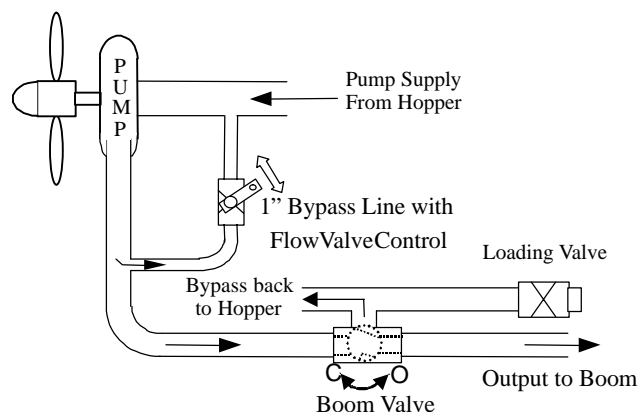 PUMP
Pump Supply
From Hopper
1” Bypass Line with
FlowValveControl
Loading Valve
Bypass back
to Hopper
C
O
Output to Boom
Boom Valve